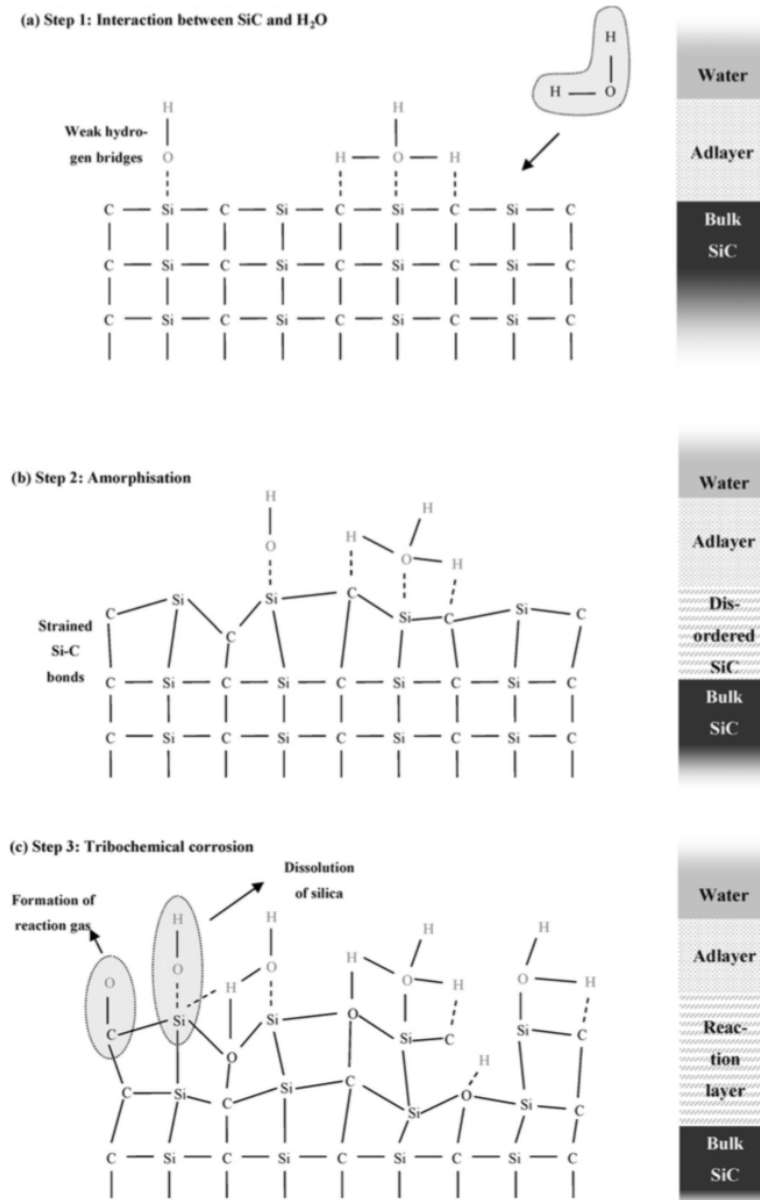 (a) Step 1: Interaction between SiC and H₂O
H
Water
H O
H H
Weak hydro-
gen bridges O H O H
Adlayer
C Si C Si C Si C Si C
Bulk
SiC
C Si C Si C Si C Si C
C Si C Si C Si C Si C
(b) Step 2: Amorphisation
Water
H H
O H O H
Adlayer
Si Si C Si
C C Si C C
Dis-
ordered
SiC
Strained
Si-C
bonds
C Si C Si C Si C Si C
Bulk
SiC
C Si C Si C Si C Si C
(c) Step 3: Tribochemical corrosion
Dissolution
of silica
Formation of
reaction gas
Water
H H H H
Adlayer
O O H O H O H
O H
Si Si O Si C Si C
C O H
Reac-
tion
layer
C Si C Si C Si O Si C
Bulk
SiC
C Si C Si C Si C Si C